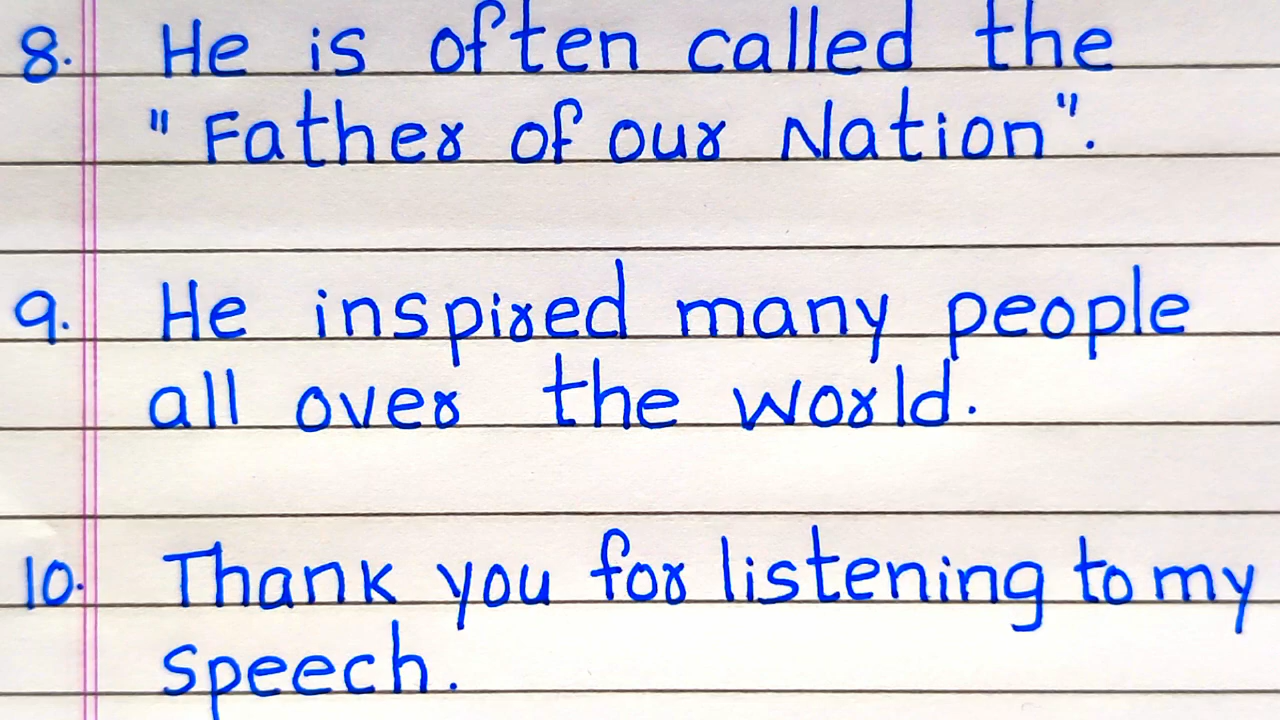 8. He is often called the
"Father of our Nation".
9. He inspired many people
all over the world.
10. Thank you for listening to my
speech.